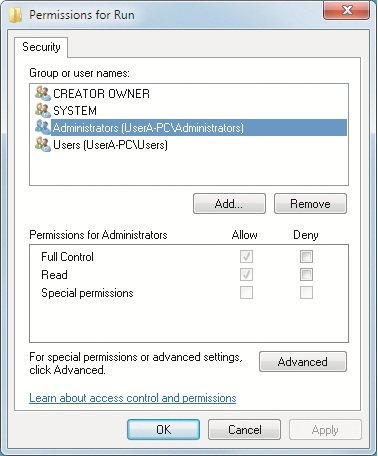 Permissions for Run
Security
Group or user names:
CREATOR OWNER
SYSTEM
Administrators (UserA-PC\Administrators)
Users (UserA-PC\Users)
Add...
Remove
Permissions for Administrators Allow Deny
Full Control
Read
Special permissions
For special permissions or advanced settings,
click Advanced.
Advanced
Learn about access control and permissions
OK
Cancel
Apply